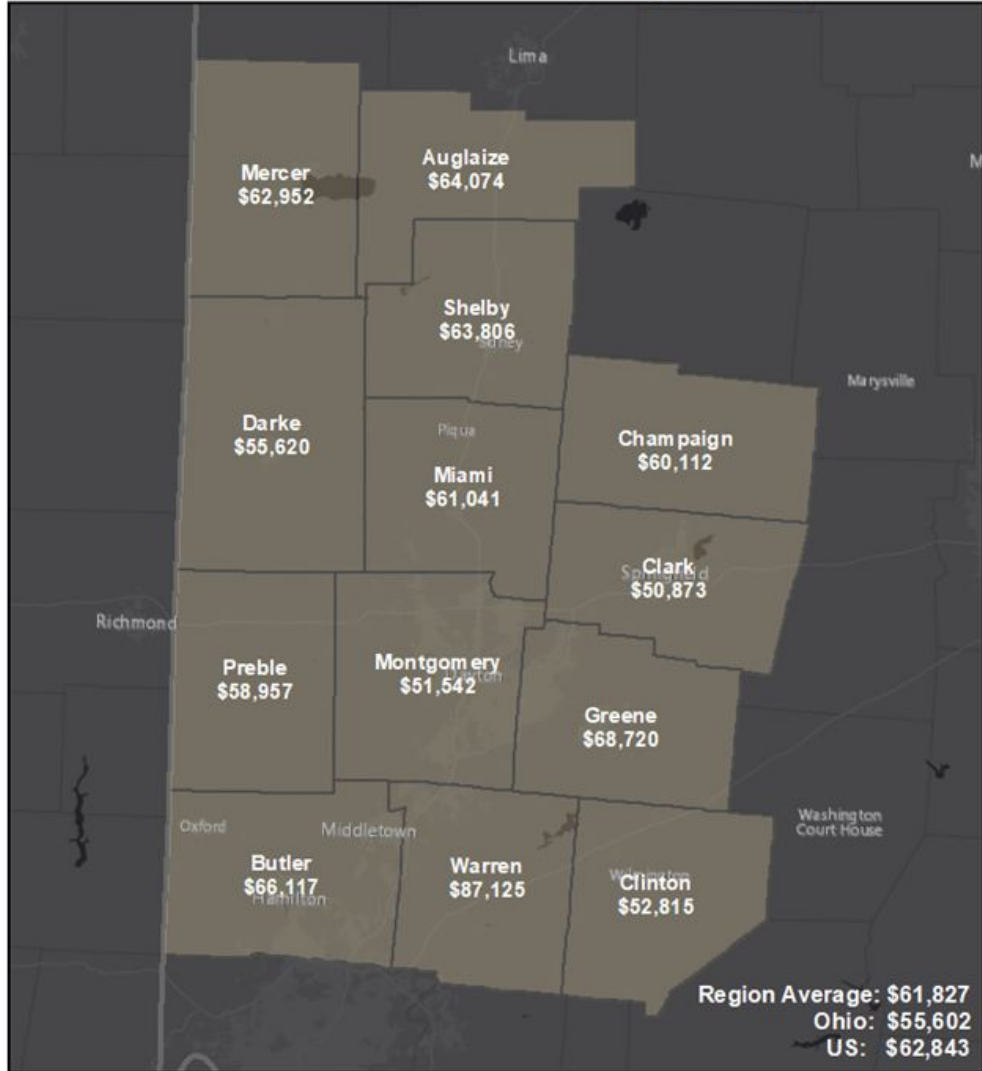 Lima
M
Mercer
$62,952
Auglaize
$64,074
Shelby
$63,806
Sidney
Marysville
Darke
$55,620
Piqua
Miami
$61,041
Champaign
$60,112
Clark
Springfield
$50,873
Richmond
Preble
$58,957
Montgomery
Dayton
$51,542
Greene
$68,720
Oxford
Middletown
Washington
Court House
Butler
$66,117
Hamilton
Warren
$87,125
Wilmington
Clinton
$52,815
Region Average: $61,827
Ohio: $55,602
US: $62,843